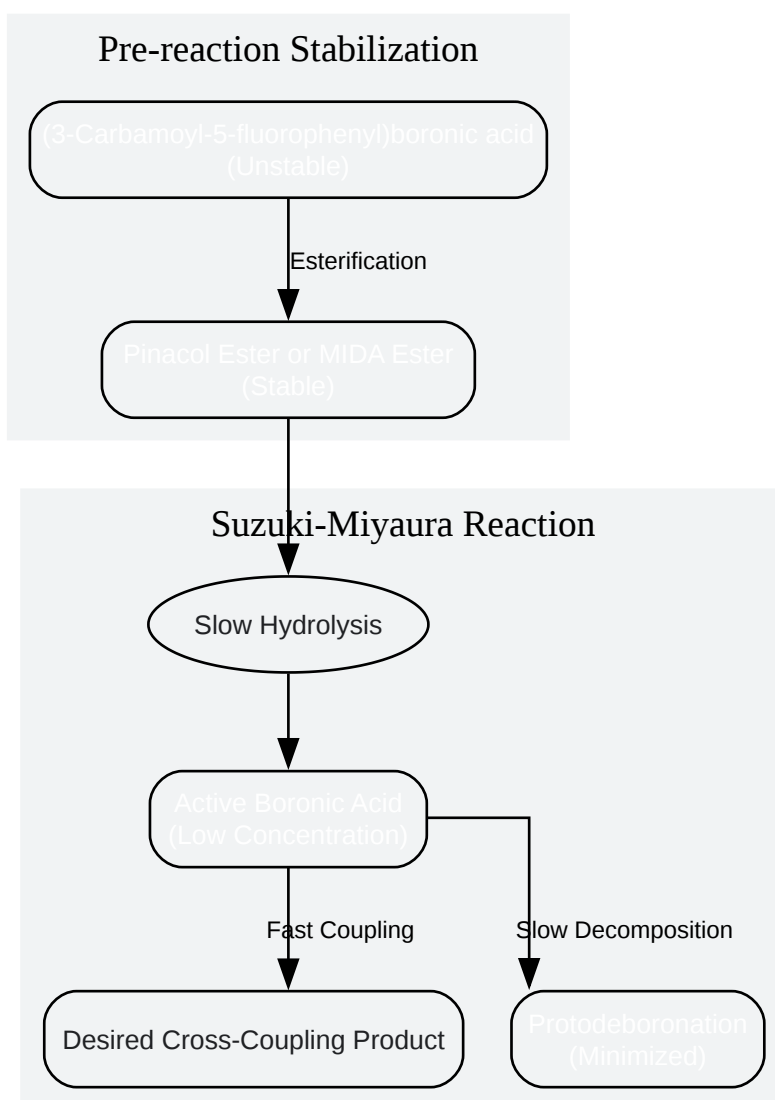 Pre-reaction Stabilization
(3-Carbamoyl-5-fluorophenyl)boronic acid
(Unstable)
Esterification
Pinacol Ester or MIDA Ester
(Stable)
Suzuki-Miyaura Reaction
Slow Hydrolysis
Active Boronic Acid
(Low Concentration)
Fast Coupling
Slow Decomposition
Desired Cross-Coupling Product
Protodeboronation
(Minimized)